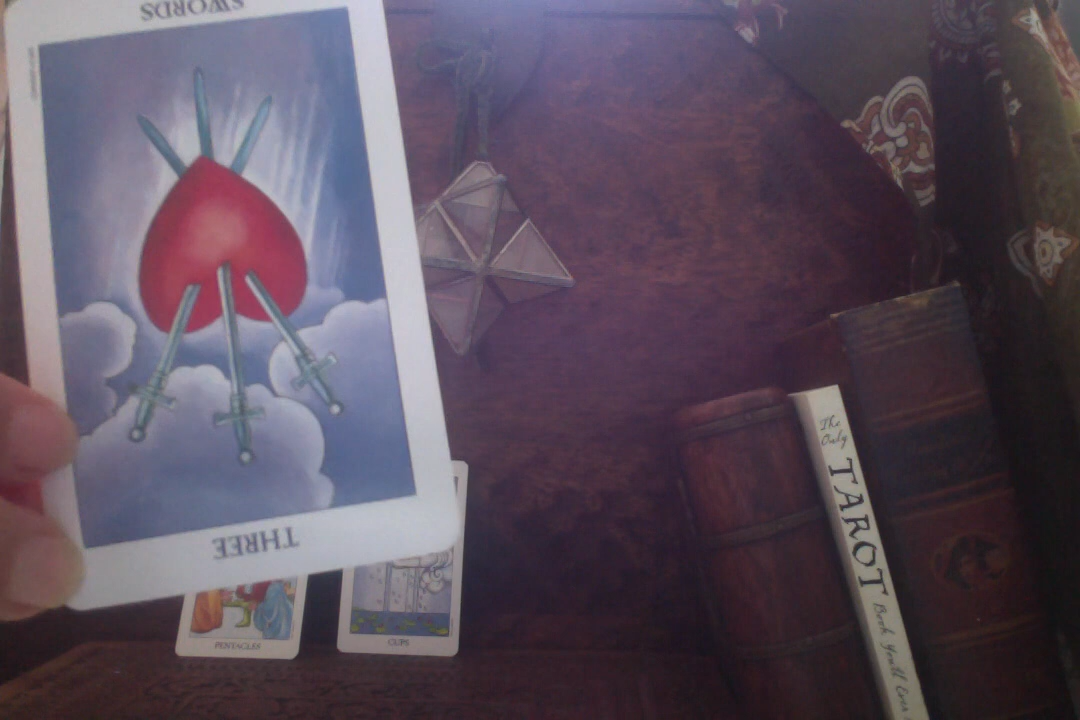 SWORDS
THREE
PENTACLES
CUPS
The
Only
TAROT
Book You'll Ever